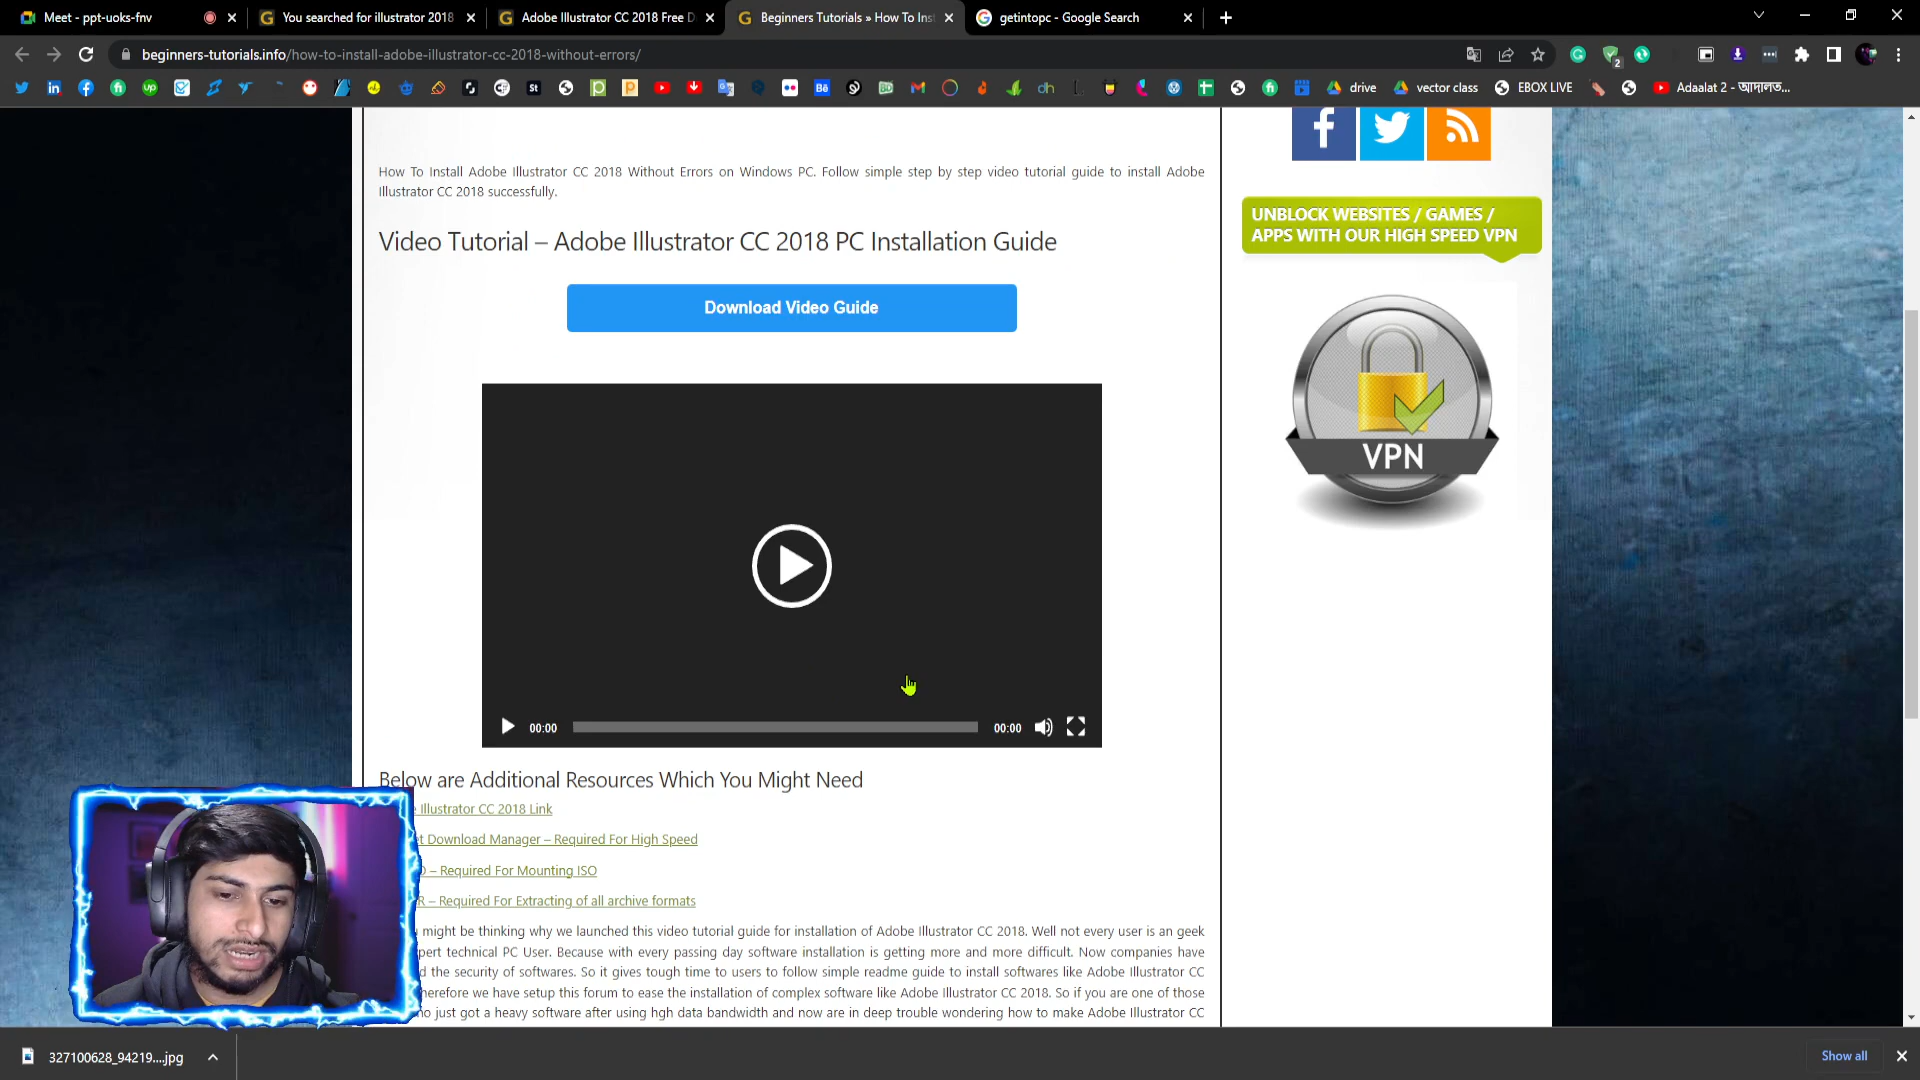 Meet - ppt-uoks-fnv
You searched for illustrator 2018
Adobe Illustrator CC 2018 Free D
Beginners Tutorials » How To Inst
getintopc - Google Search
beginners-tutorials.info/how-to-install-adobe-illustrator-cc-2018-without-errors/
2
drive
vector class
EBOX LIVE
Adaalat 2 - আদালত...
How To Install Adobe Illustrator CC 2018 Without Errors on Windows PC. Follow simple step by step video tutorial guide to install Adobe
Illustrator CC 2018 successfully.
Video Tutorial – Adobe Illustrator CC 2018 PC Installation Guide
Download Video Guide
00:00
00:00
UNBLOCK WEBSITES / GAMES /
APPS WITH OUR HIGH SPEED VPN
VPN
Below are Additional Resources Which You Might Need
Illustrator CC 2018 Link
t Download Manager – Required For High Speed
– Required For Mounting ISO
R – Required For Extracting of all archive formats
might be thinking why we launched this video tutorial guide for installation of Adobe Illustrator CC 2018. Well not every user is an geek
pert technical PC User. Because with every passing day software installation is getting more and more difficult. Now companies have
d the security of softwares. So it gives tough time to users to follow simple readme guide to install softwares like Adobe Illustrator CC
herefore we have setup this forum to ease the installation of complex software like Adobe Illustrator CC 2018. So if you are one of those
ho just got a heavy software after using hgh data bandwidth and now are in deep trouble wondering how to make Adobe Illustrator CC
327100628_94219....jpg
Show all